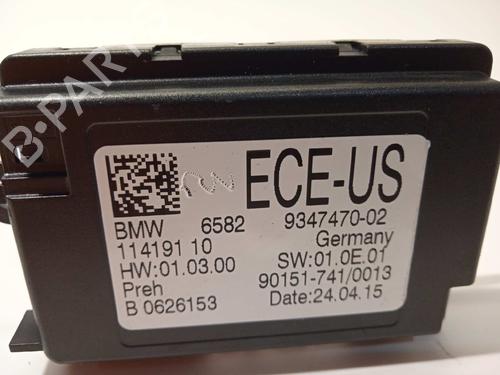 ECE-US
BMW 6582 9347470-02
114191 10 Germany
HW:01.03.00 SW:01.0E.01
Preh 90151-741/0013
B 0626153 Date:24.04.15
B-PARTS